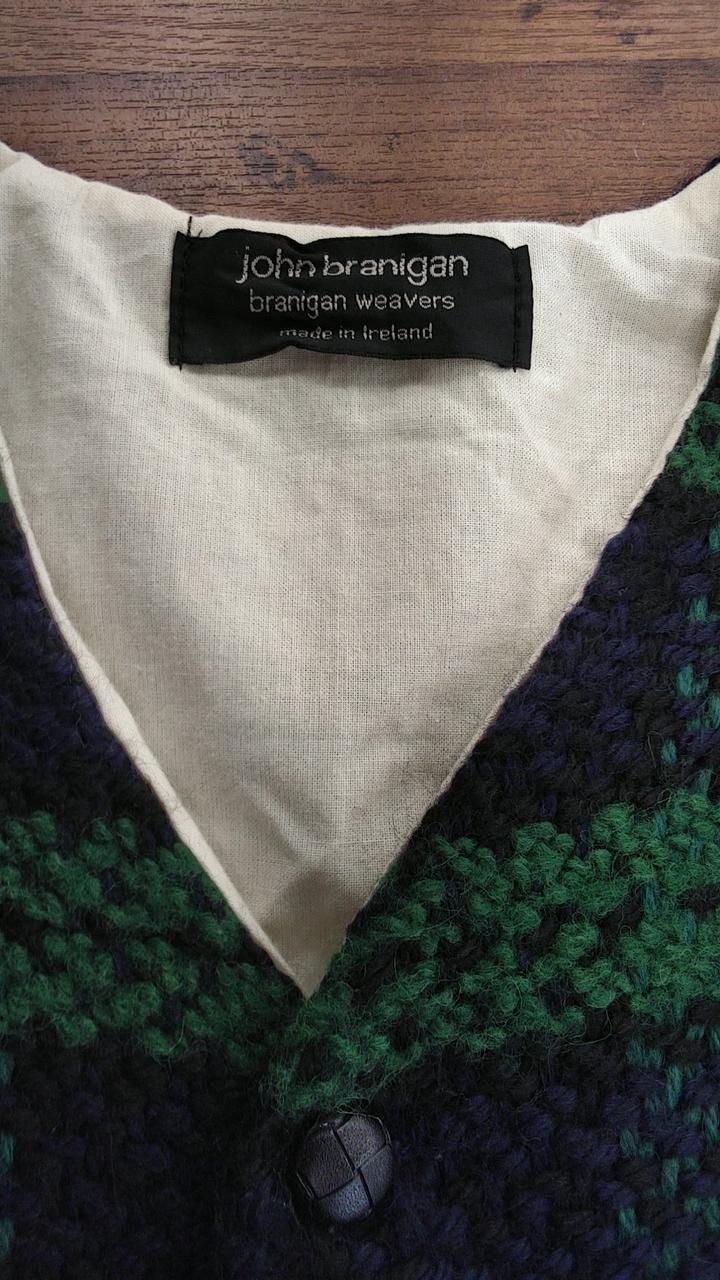 john branigan
branigan weavers
made in Ireland